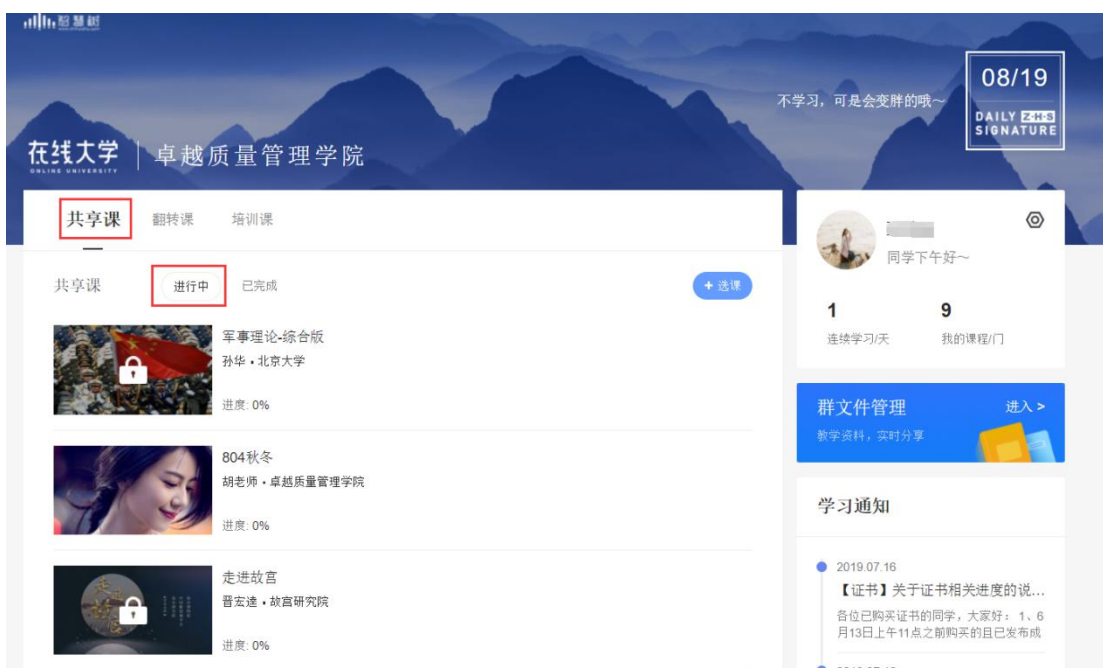 智慧树
08/19
不学习，可是会变胖的哦～
DAILY Z·H·S
SIGNATURE
在线大学
ONLINE UNIVERSITY
卓越质量管理学院
共享课 翻转课 培训课
同学下午好～
共享课 进行中 已完成 + 选课
1 9
连续学习/天 我的课程/门
军事理论-综合版
孙华 • 北京大学
进度: 0%
群文件管理 进入 >
教学资料，实时分享
804秋冬
胡老师 • 卓越质量管理学院
进度: 0%
学习通知
2019.07.16
【证书】关于证书相关进度的说...
各位已购买证书的同学，大家好： 1、6
月13日上午11点之前购买的且已发布成
走进故宫
晋宏逵 • 故宫研究院
进度: 0%